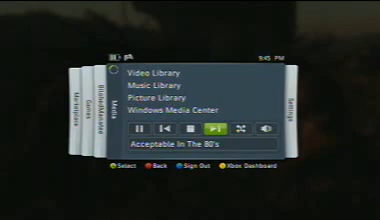 9:45 PM
Marketplace
Games
BlindedManatee
Media
Video Library
Music Library
Picture Library
Windows Media Center
Settings
Acceptable In The 80's
Select
Back
Sign Out
Xbox Dashboard